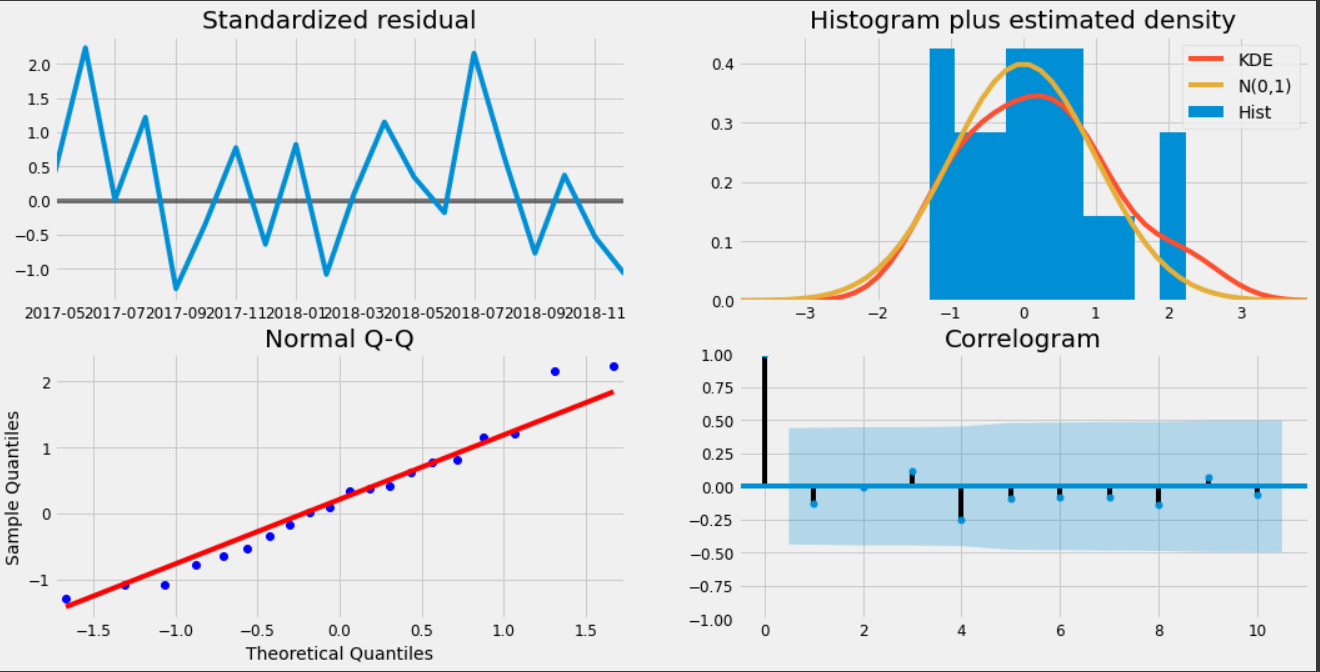 Standardized residual
2.0
1.5
1.0
0.5
0.0
−0.5
−1.0
2017-05 2017-07 2017-09 2017-11 2018-01 2018-03 2018-05 2018-07 2018-09 2018-11
Histogram plus estimated density
KDE
N(0,1)
Hist
0.4
0.3
0.2
0.1
0.0
−3 −2 −1 0 1 2 3
Normal Q-Q
Sample Quantiles
2
1
0
−1
−1.5 −1.0 −0.5 0.0 0.5 1.0 1.5
Theoretical Quantiles
Correlogram
1.00
0.75
0.50
0.25
0.00
−0.25
−0.50
−0.75
−1.00
0 2 4 6 8 10